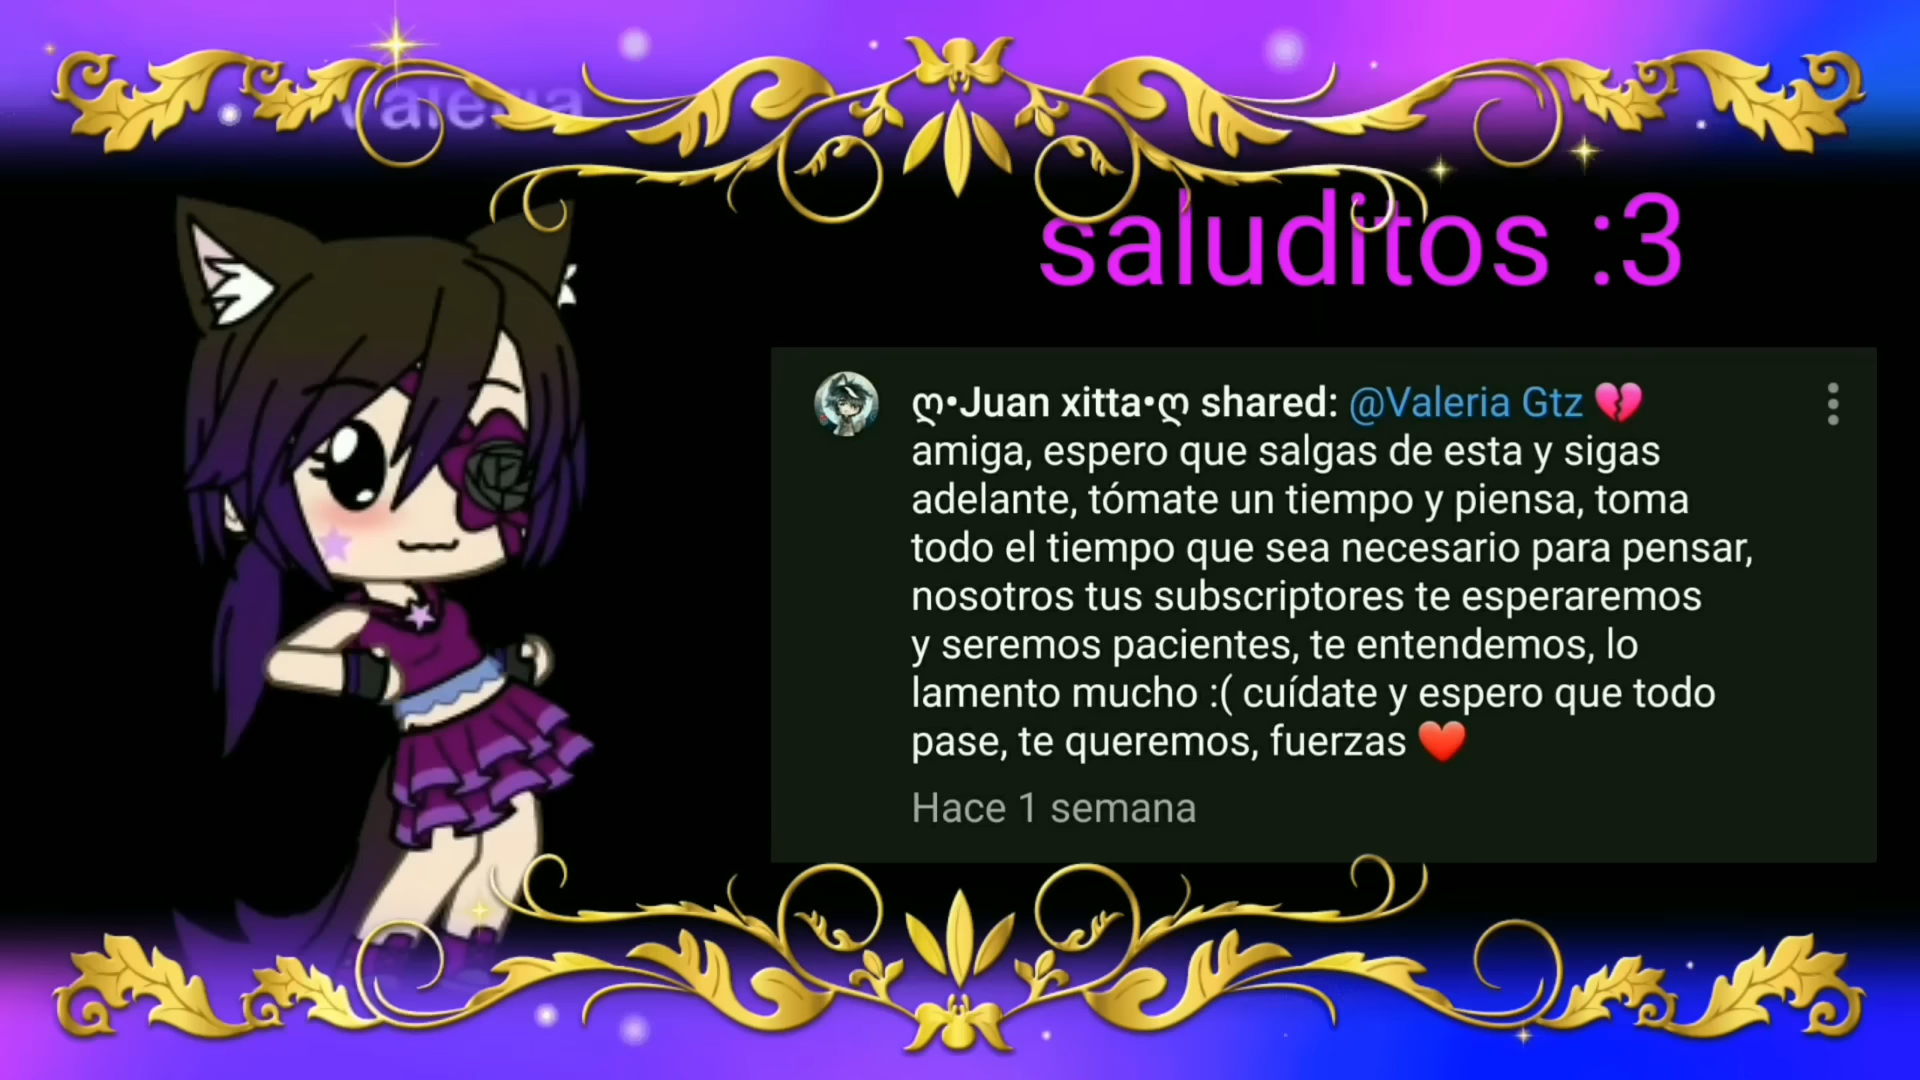 Valeria
saluditos :3
ღ•Juan xitta•ღ shared: @Valeria Gtz 💔
amiga, espero que salgas de esta y sigas
adelante, tómate un tiempo y piensa, toma
todo el tiempo que sea necesario para pensar,
nosotros tus subscriptores te esperaremos
y seremos pacientes, te entendemos, lo
lamento mucho :( cuídate y espero que todo
pase, te queremos, fuerzas ❤️
Hace 1 semana